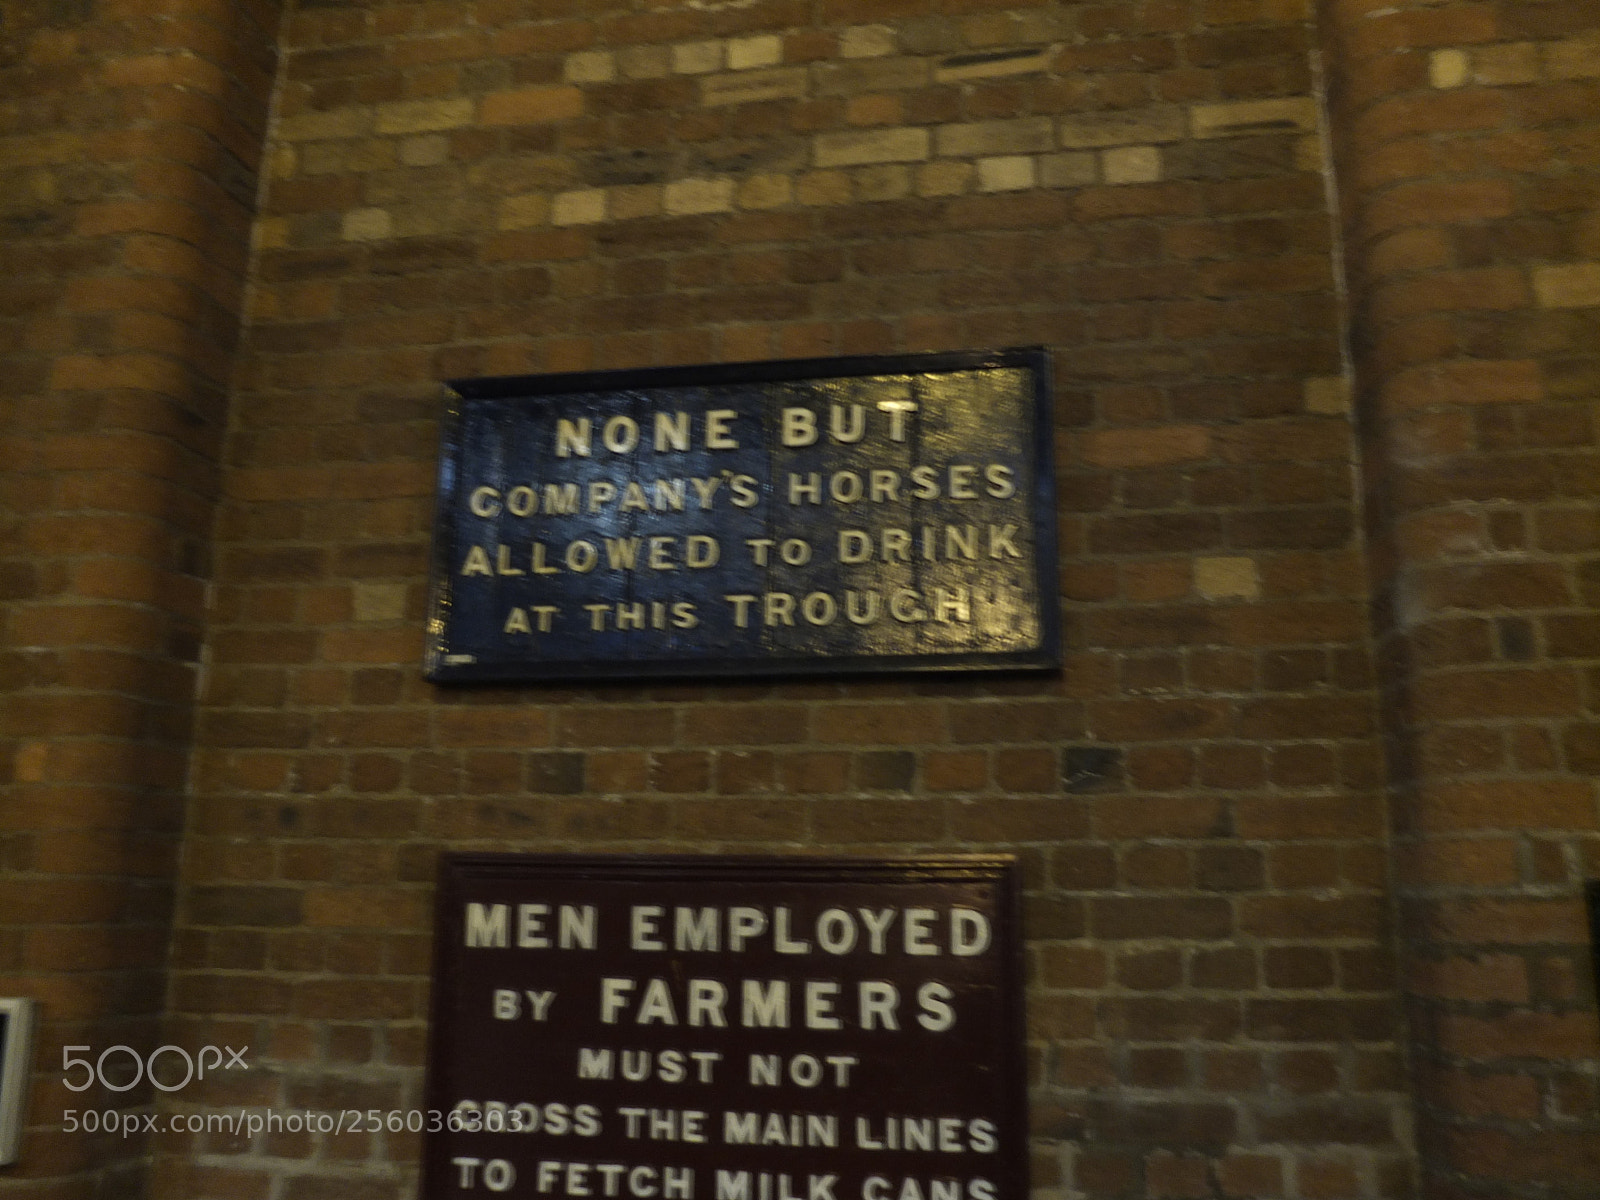 NONE BUT
COMPANY'S HORSES
ALLOWED TO DRINK
AT THIS TROUGH
MEN EMPLOYED
BY FARMERS
MUST NOT
CROSS THE MAIN LINES
TO FETCH MILK CANS
500px
500px.com/photo/256036303